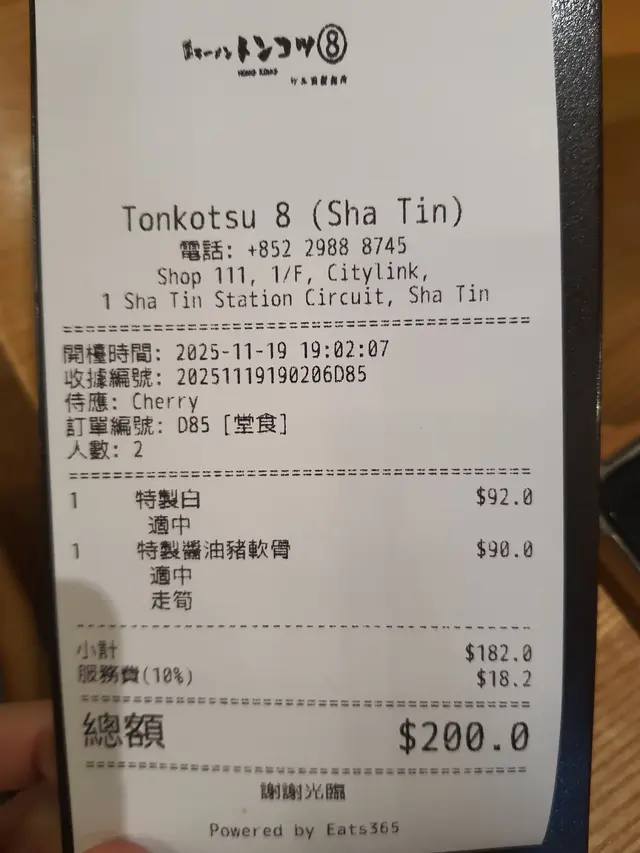 トンコツ⑧
HONG KONG
Tonkotsu 8 (Sha Tin)
電話: +852 2988 8745
Shop 111, 1/F, Citylink,
1 Sha Tin Station Circuit, Sha Tin
開檯時間: 2025-11-19 19:02:07
收據編號: 20251119190206D85
侍應: Cherry
訂單編號: D85 [堂食]
人數: 2
1 特製白 $92.0
適中
1 特製醬油豬軟骨 $90.0
適中
走筍
小計 $182.0
服務費(10%) $18.2
總額 $200.0
謝謝光臨
Powered by Eats365